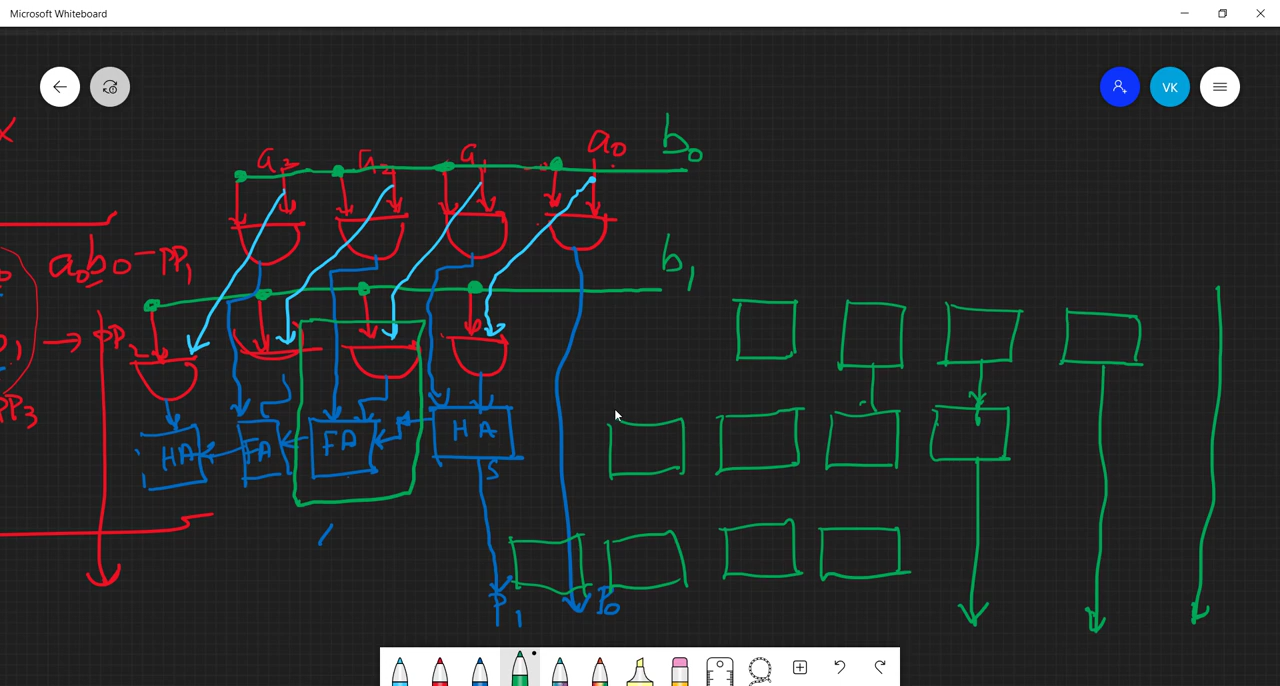 Microsoft Whiteboard
VK
a3 a2 a1 a0 b0
a0b0 - PP1
b1
PP2
PP3
HA FA FA HA
S
P1 P0